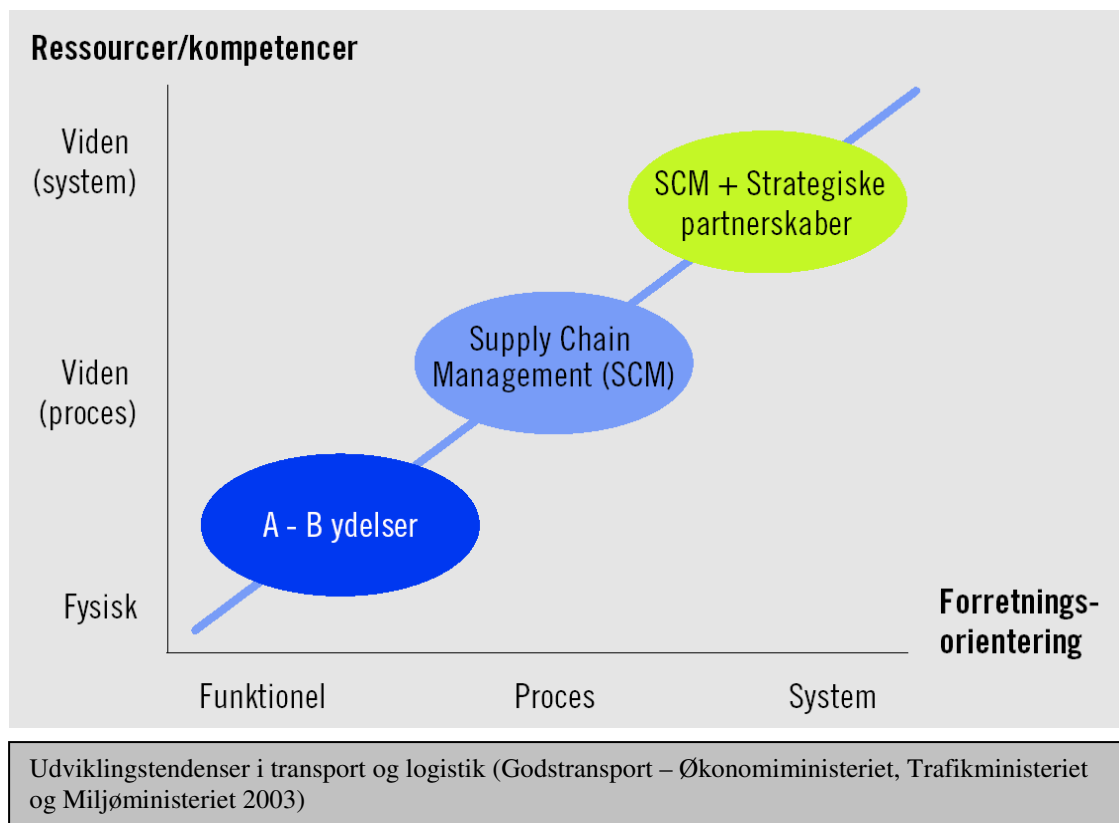 Ressourcer/kompetencer
Viden
(system)
SCM + Strategiske
partnerskaber
Supply Chain
Management (SCM)
Viden
(proces)
A - B ydelser
Fysisk
Forretnings-
orientering
Funktionel
Proces
System
Udviklingstendenser i transport og logistik (Godstransport – Økonomiministeriet, Trafikministeriet
og Miljøministeriet 2003)